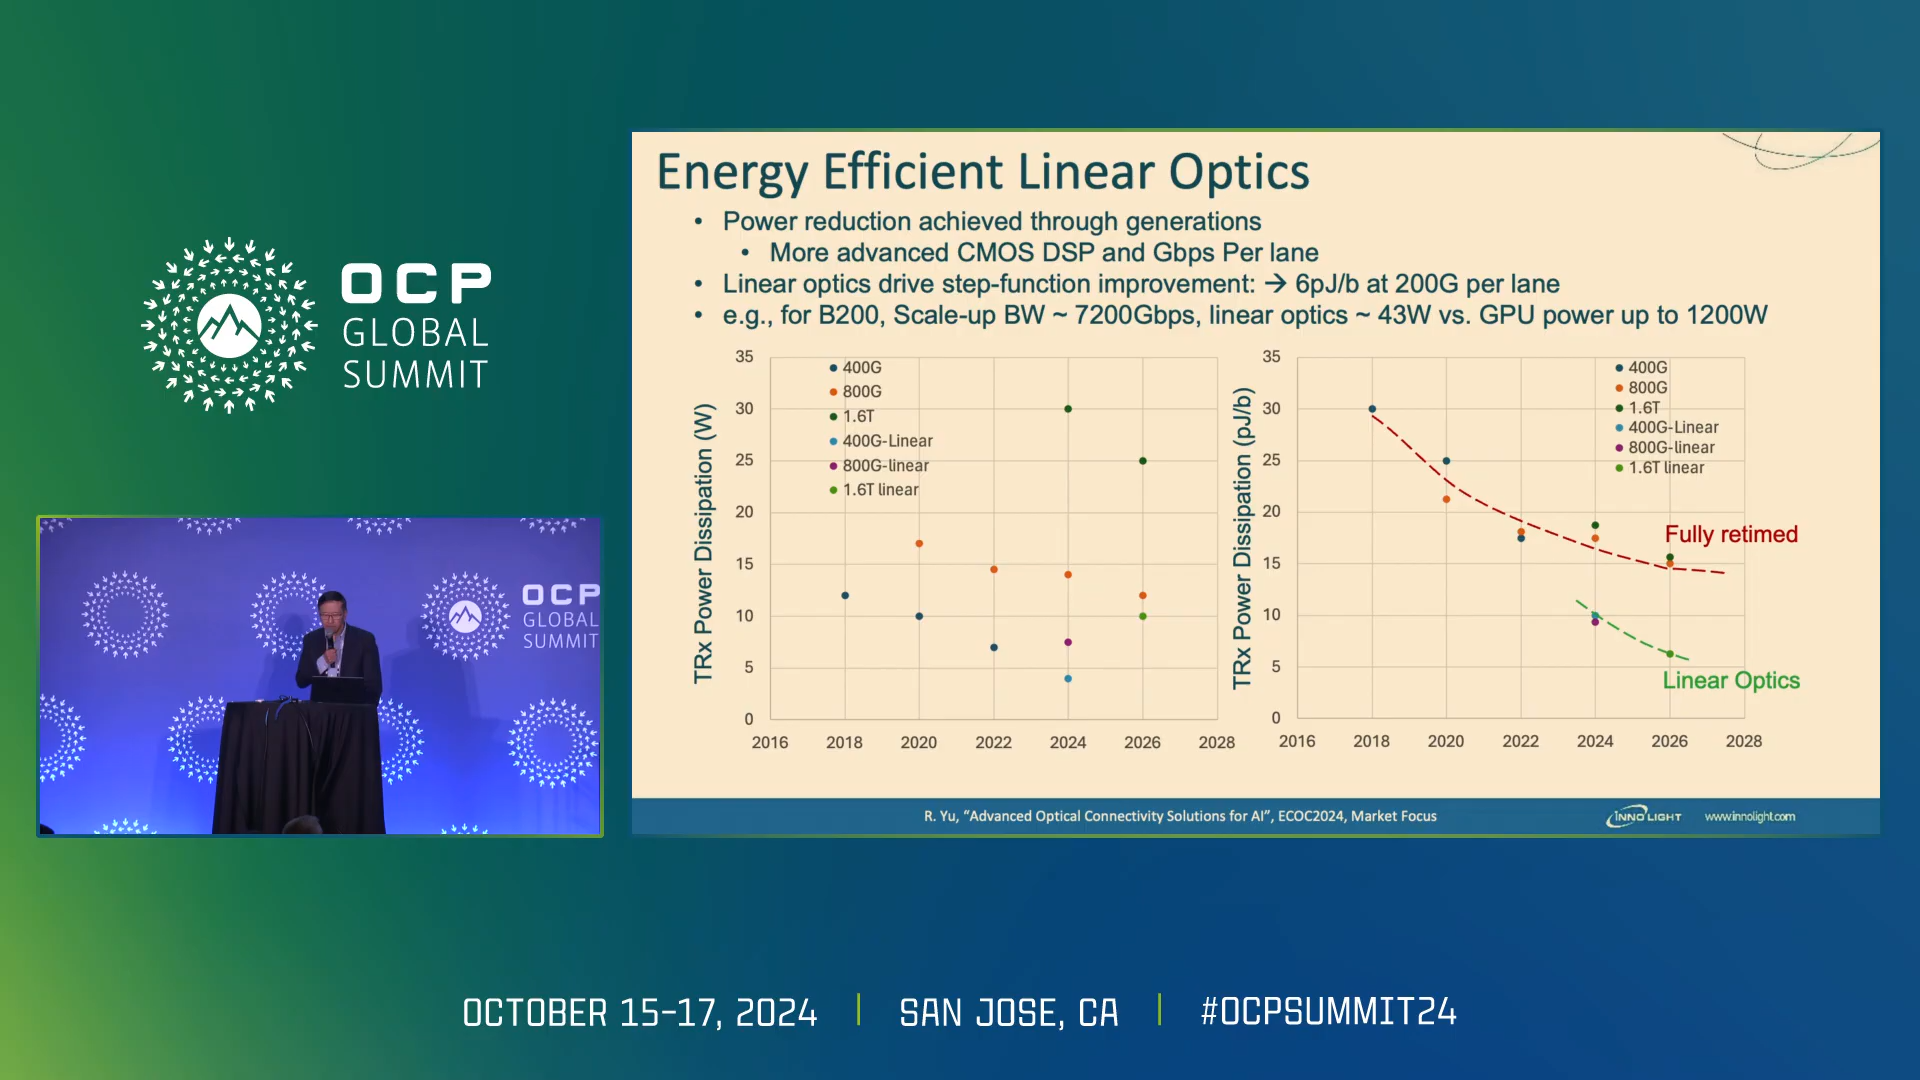 OCP
GLOBAL
SUMMIT
OCP
GLOBAL
SUMMIT
Energy Efficient Linear Optics
• Power reduction achieved through generations
• More advanced CMOS DSP and Gbps Per lane
• Linear optics drive step-function improvement: → 6pJ/b at 200G per lane
• e.g., for B200, Scale-up BW ~ 7200Gbps, linear optics ~ 43W vs. GPU power up to 1200W
TRx Power Dissipation (W)
35
30
25
20
15
10
5
0
2016 2018 2020 2022 2024 2026 2028
400G
800G
1.6T
400G-Linear
800G-linear
1.6T linear
TRx Power Dissipation (pJ/b)
35
30
25
20
15
10
5
0
2016 2018 2020 2022 2024 2026 2028
400G
800G
1.6T
400G-Linear
800G-linear
1.6T linear
Fully retimed
Linear Optics
R. Yu, “Advanced Optical Connectivity Solutions for AI”, ECOC2024, Market Focus
INNOLIGHT
www.innolight.com
OCTOBER 15-17, 2024 | SAN JOSE, CA | #OCPSUMMIT24